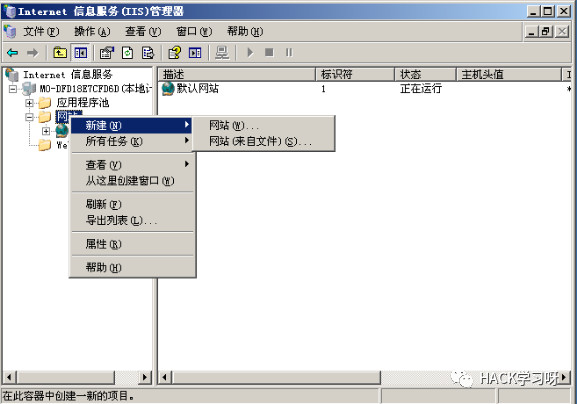 Internet 信息服务(IIS)管理器
文件(F) 操作(A) 查看(V) 窗口(W) 帮助(H)
Internet 信息服务
MO-DFD18E7CFD6D(本地计
应用程序池
网站
We
描述 标识符 状态 主机头值 I
默认网站 1 正在运行 *
新建(N)
所有任务(K)
查看(V)
从这里创建窗口(W)
刷新(F)
导出列表(L)...
属性(R)
帮助(H)
网站(W)...
网站(来自文件)(S)...
HACK学习呀
在此容器中创建一新的项目。